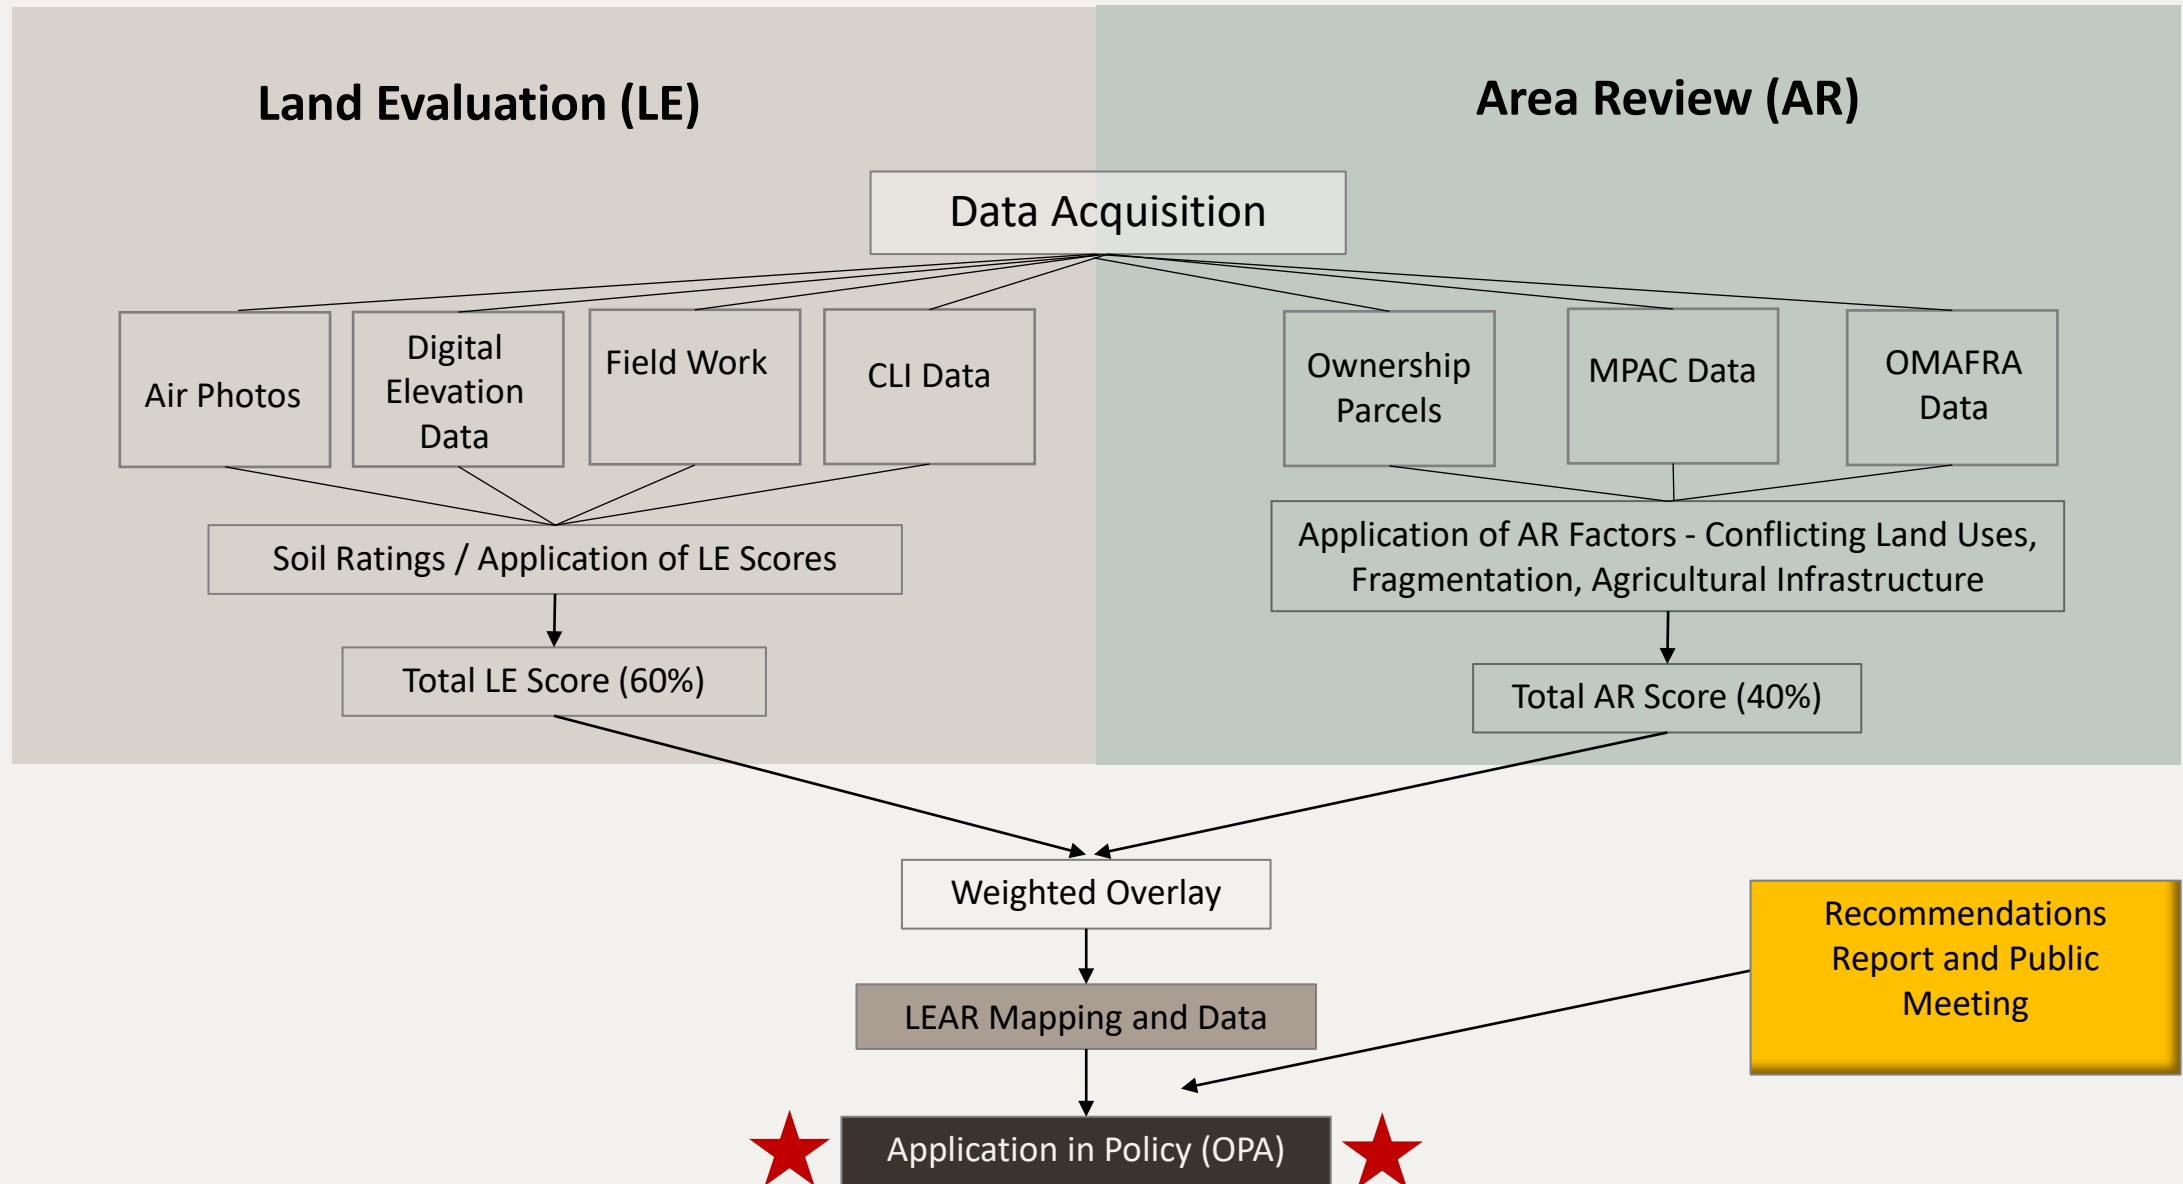 Land Evaluation (LE)
Area Review (AR)
Data Acquisition
Air Photos
Digital
Elevation
Data
Field Work
CLI Data
Ownership
Parcels
MPAC Data
OMAFRA
Data
Soil Ratings / Application of LE Scores
Application of AR Factors - Conflicting Land Uses,
Fragmentation, Agricultural Infrastructure
Total LE Score (60%)
Total AR Score (40%)
Weighted Overlay
Recommendations
Report and Public
Meeting
LEAR Mapping and Data
Application in Policy (OPA)